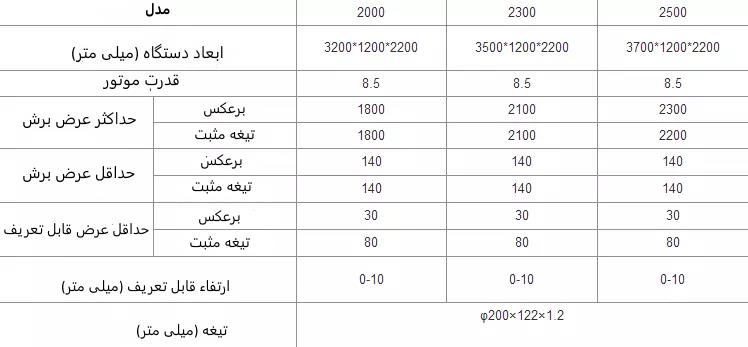 مدل 2000 2300 2500
ابعاد دستگاه (میلی متر) 3200*1200*2200 3500*1200*2200 3700*1200*2200
قدرت موتور 8.5 8.5 8.5
حداکثر عرض برش برعکس 1800 2100 2300
تیغه مثبت 1800 2100 2200
حداقل عرض برش برعکس 140 140 140
تیغه مثبت 140 140 140
حداقل عرض قابل تعریف برعکس 30 30 30
تیغه مثبت 80 80 80
ارتفاء قابل تعریف (میلی متر) 0-10 0-10 0-10
تیغه (میلی متر) φ200×122×1.2